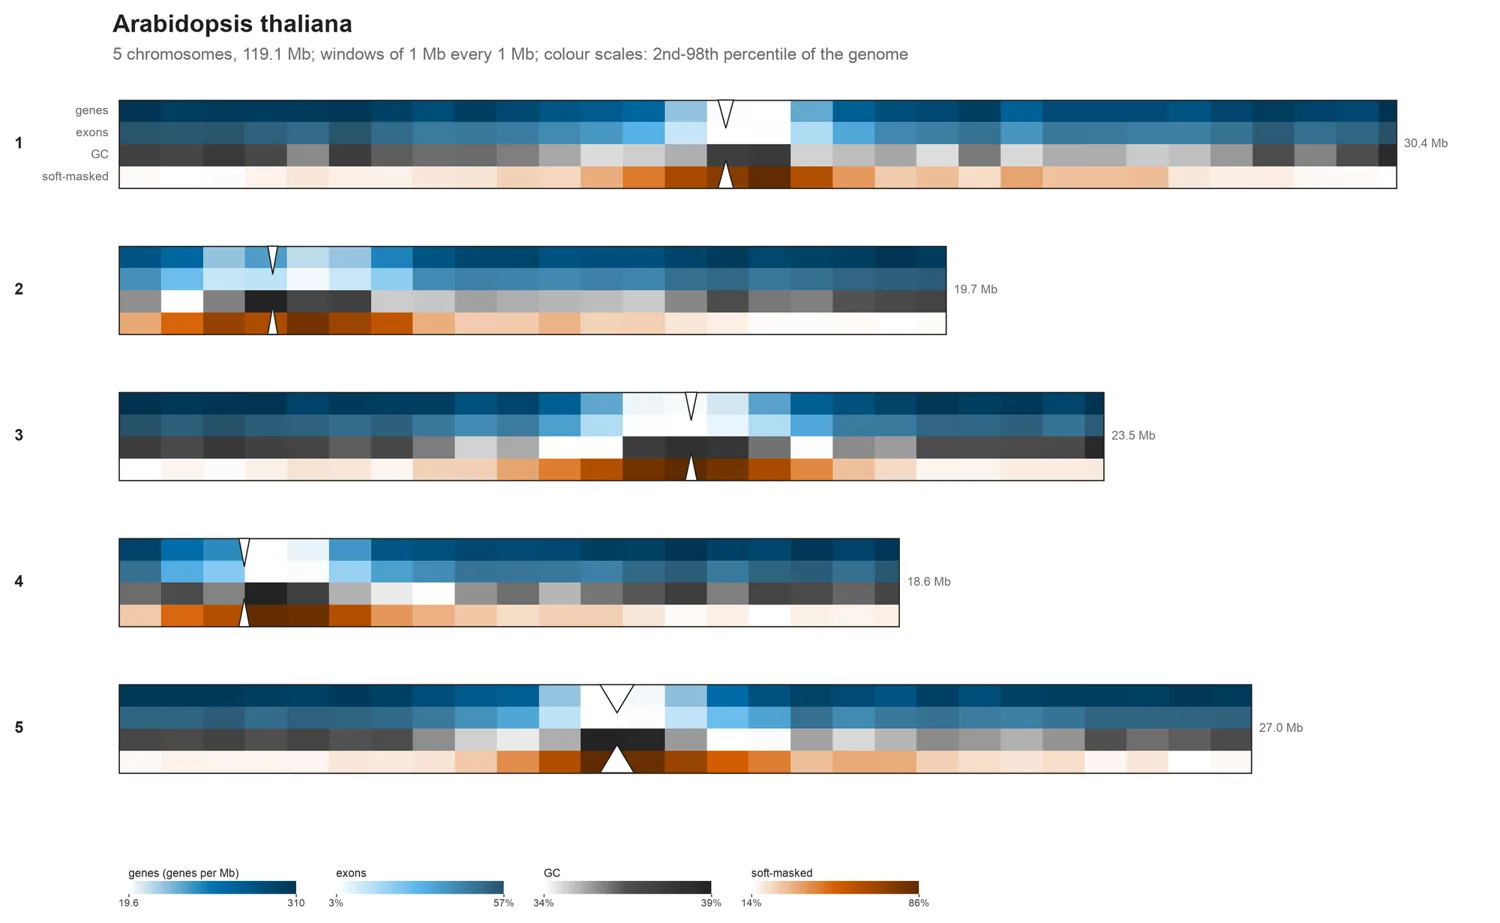 Arabidopsis thaliana
5 chromosomes, 119.1 Mb; windows of 1 Mb every 1 Mb; colour scales: 2nd-98th percentile of the genome
genes
exons
1
GC
30.4 Mb
soft-masked
2
19.7 Mb
3
23.5 Mb
4
18.6 Mb
5
27.0 Mb
genes (genes per Mb) exons GC soft-masked
19.6 310 3% 57% 34% 39% 14% 86%